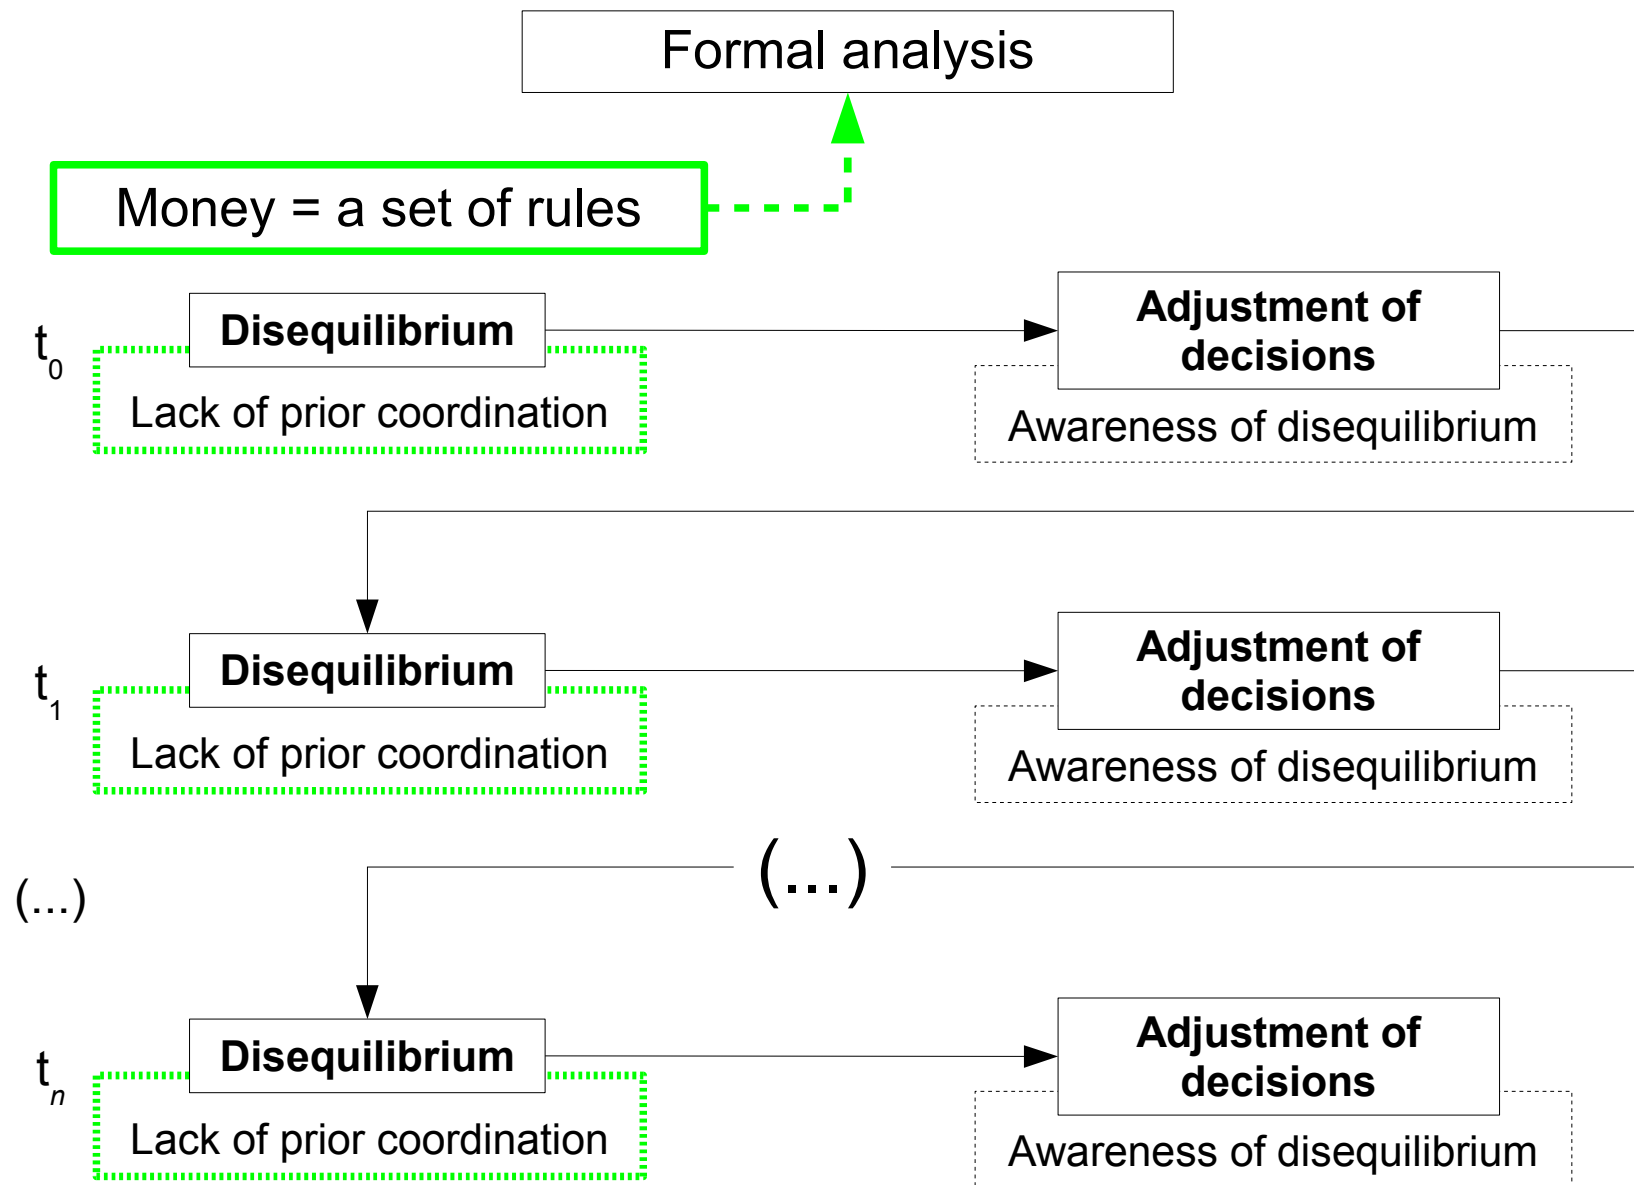 Formal analysis
Money = a set of rules
t0
Disequilibrium
Lack of prior coordination
Adjustment of
decisions
Awareness of disequilibrium
t1
Disequilibrium
Lack of prior coordination
Adjustment of
decisions
Awareness of disequilibrium
(...)
(...)
tn
Disequilibrium
Lack of prior coordination
Adjustment of
decisions
Awareness of disequilibrium